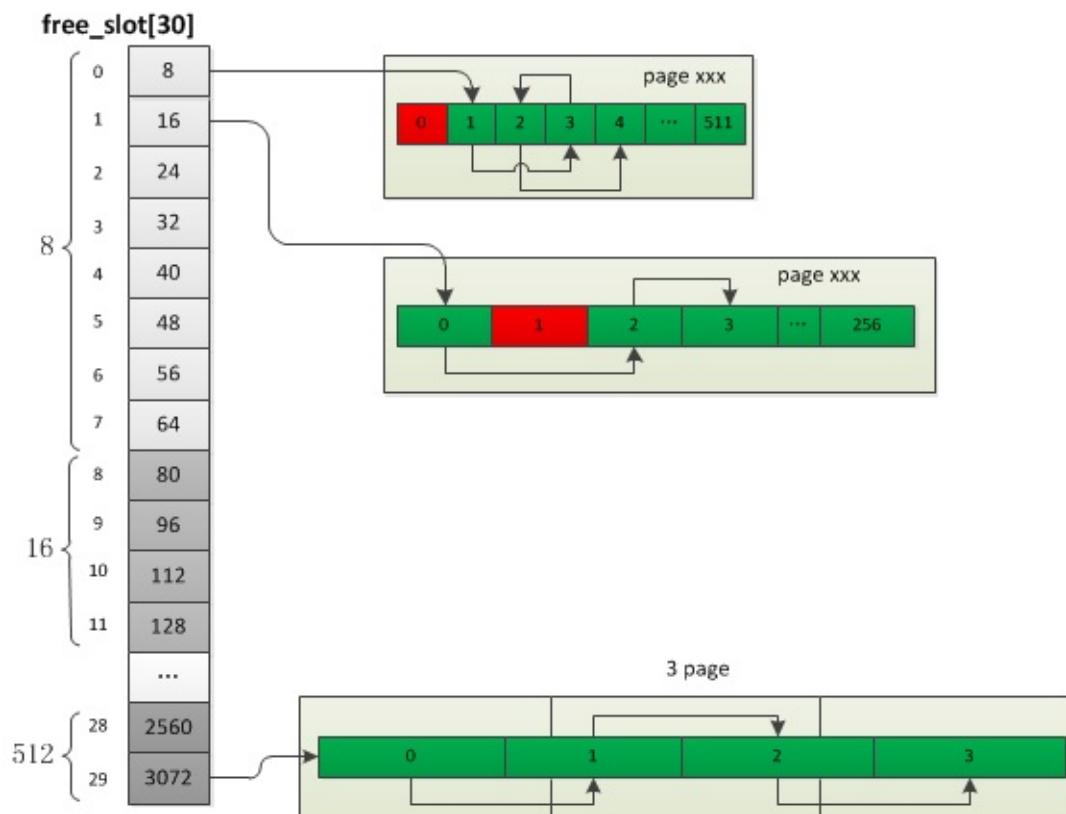 free_slot[30]
0 8
1 16
2 24
3 32
4 40
5 48
6 56
7 64
8
8 80
9 96
10 112
11 128
16
...
28 2560
29 3072
512
page xxx
0 1 2 3 4 ... 511
page xxx
0 1 2 3 ... 256
3 page
0 1 2 3